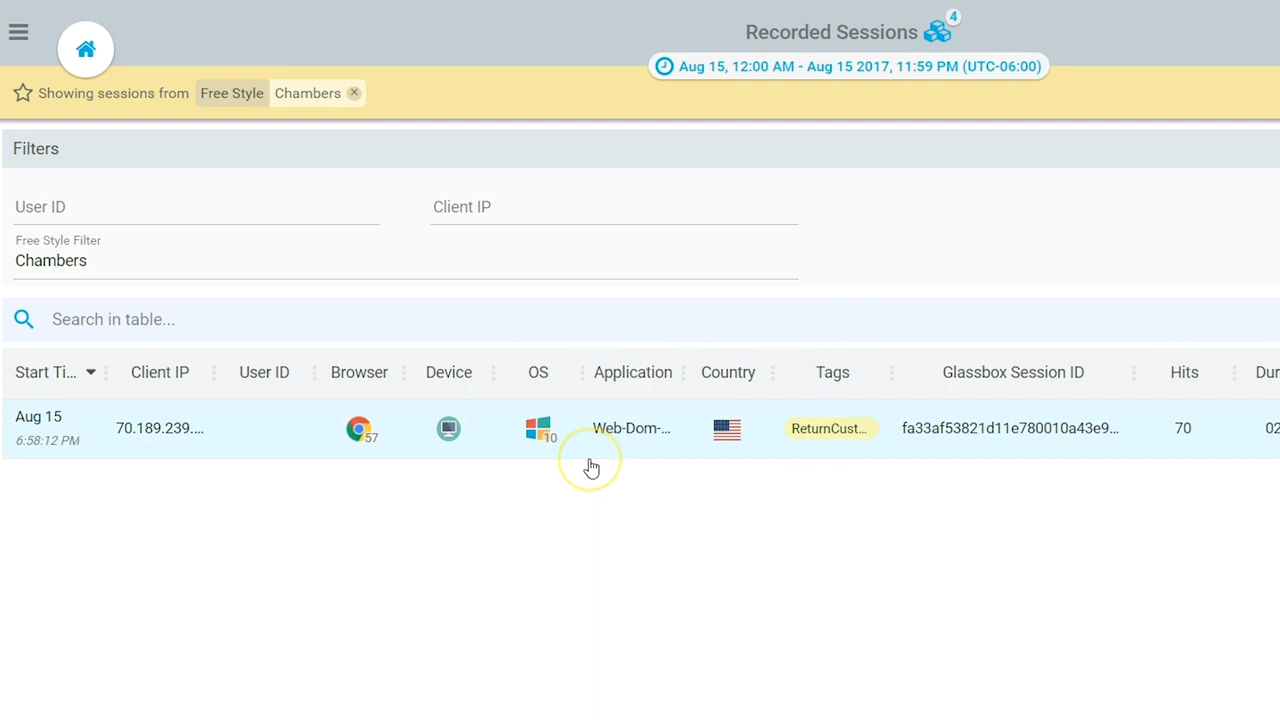 Recorded Sessions 4
Aug 15, 12:00 AM - Aug 15 2017, 11:59 PM (UTC-06:00)
Showing sessions from Free Style Chambers ×
Filters
User ID Client IP
Free Style Filter
Chambers
Search in table...
Start Ti... Client IP User ID Browser Device OS Application Country Tags Glassbox Session ID Hits Dur
Aug 15
6:58:12 PM 70.189.239.... 57 10 Web-Dom-... ReturnCust... fa33af53821d11e780010a43e9... 70 02